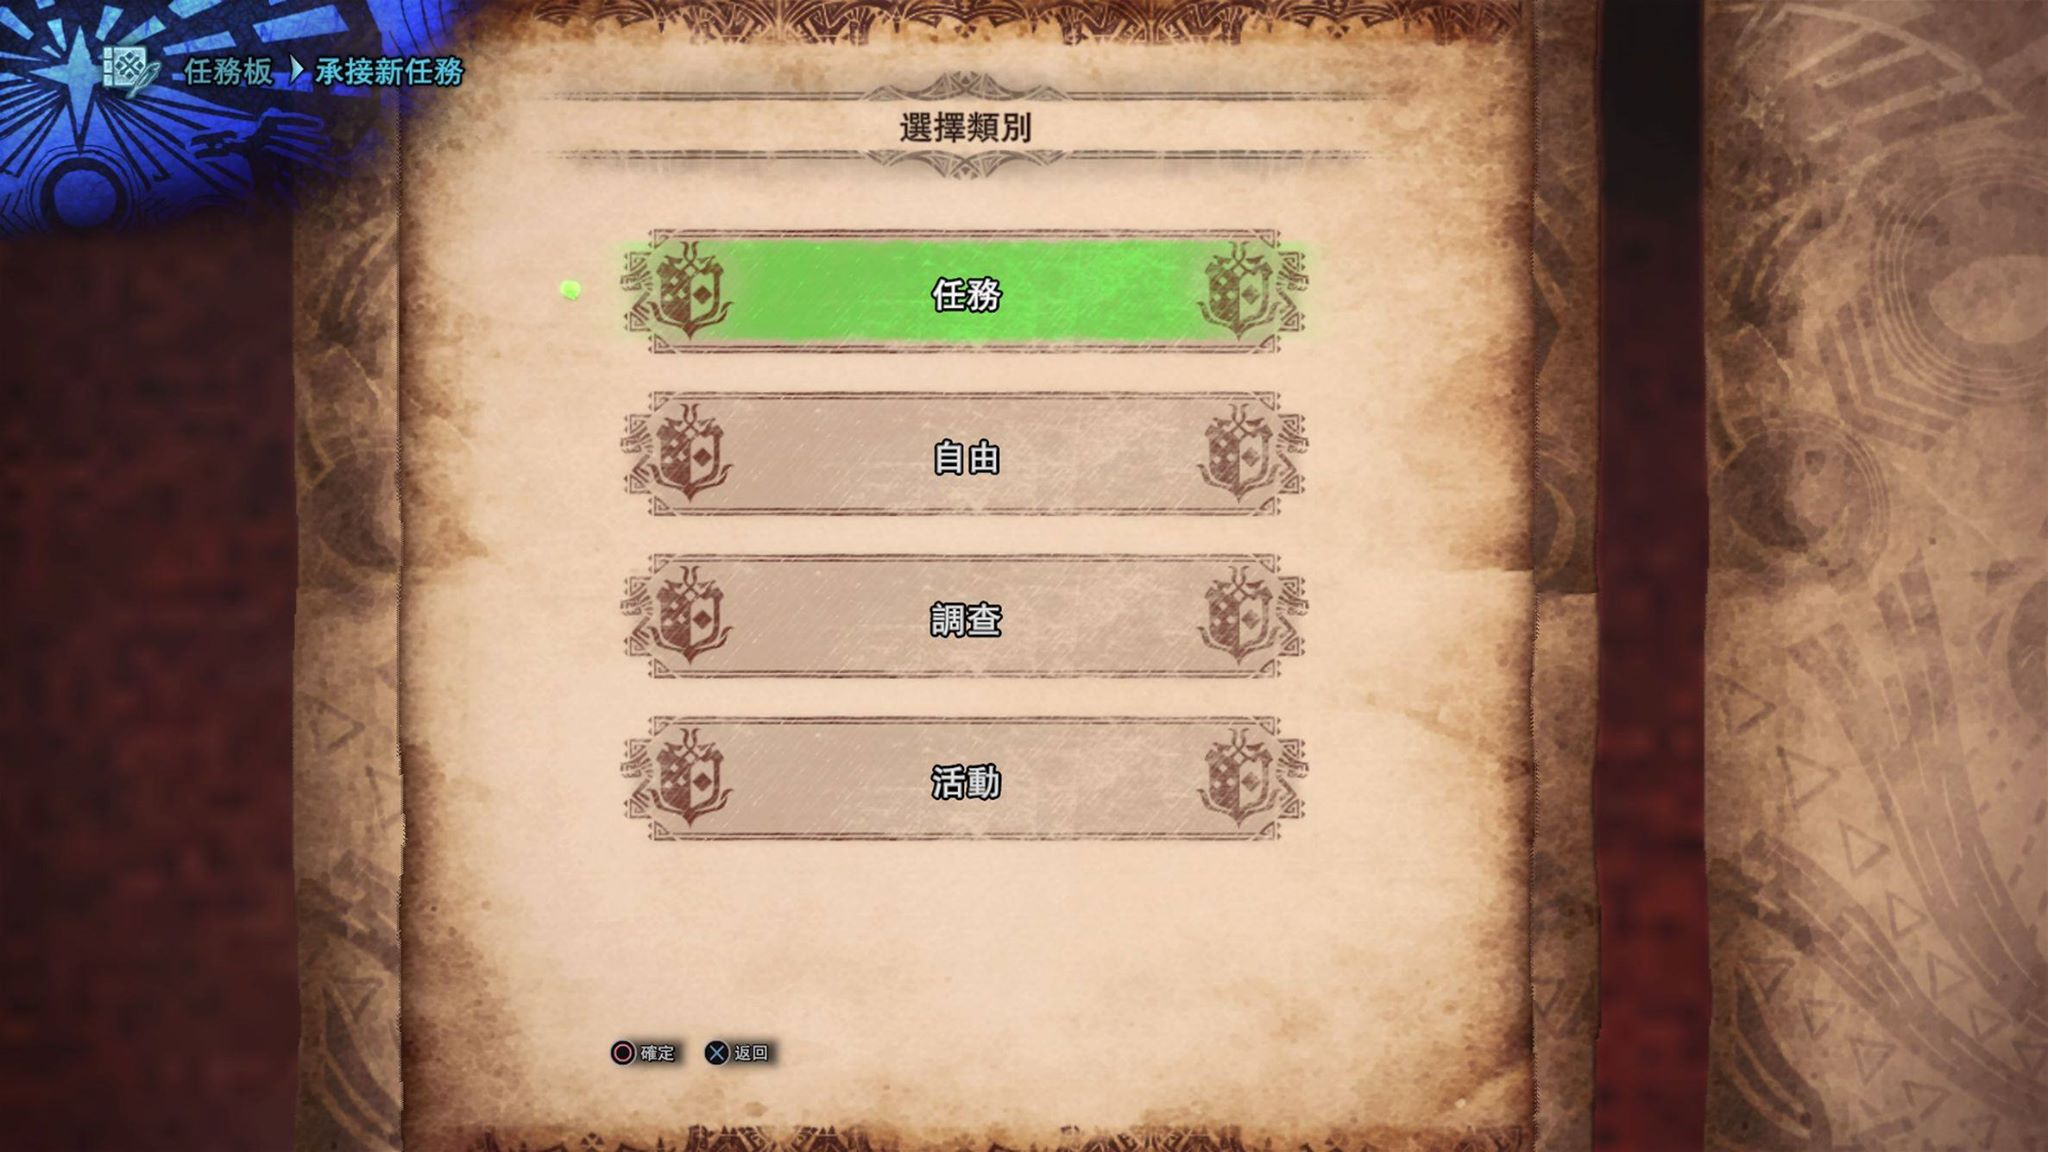 任務板 承接新任務
選擇類別
任務
自由
調查
活動
確定 返回